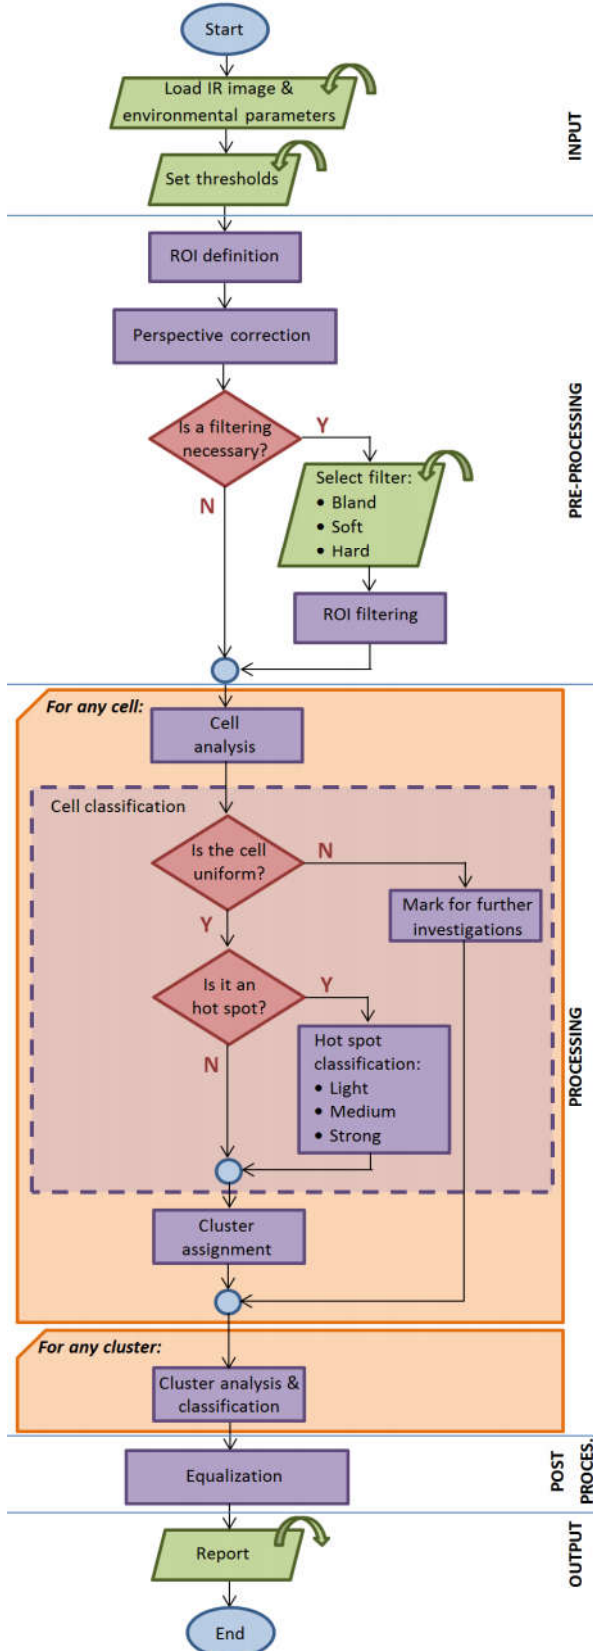 Start
Load IR image &
environmental parameters
Set thresholds
INPUT
ROI definition
Perspective correction
Is a filtering
necessary?
Y
N
Select filter:
• Bland
• Soft
• Hard
ROI filtering
PRE-PROCESSING
For any cell:
Cell
analysis
Cell classification
Is the cell
uniform?
N
Y
Mark for further
investigations
Is it an
hot spot?
Y
N
Hot spot
classification:
• Light
• Medium
• Strong
Cluster
assignment
PROCESSING
For any cluster:
Cluster analysis &
classification
Equalization
POST
PROCES.
Report
OUTPUT
End